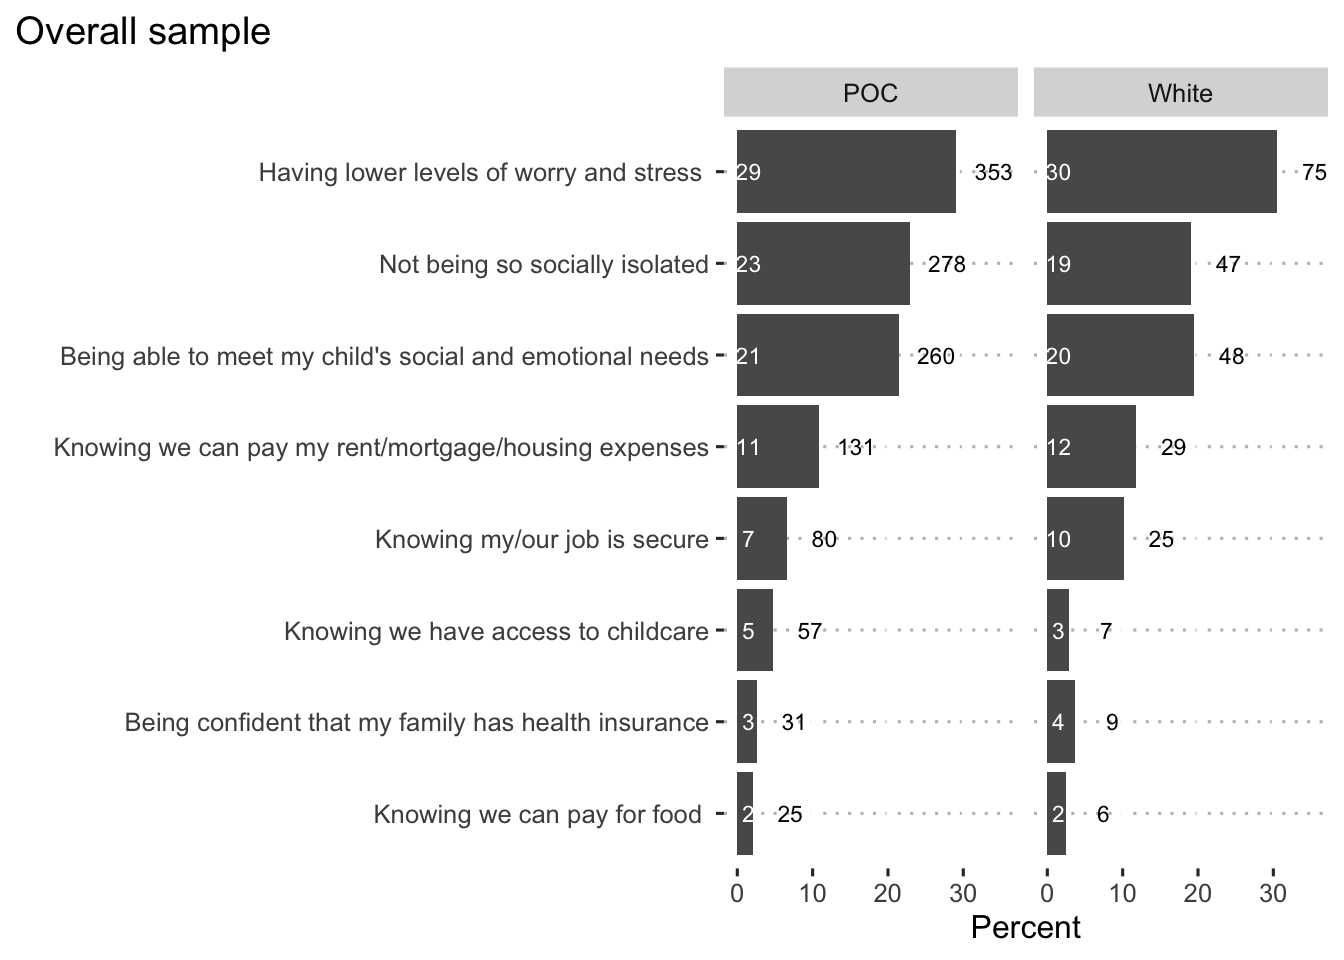 Overall sample
POC White
Having lower levels of worry and stress 29 353 30 75
Not being so socially isolated 23 278 19 47
Being able to meet my child's social and emotional needs 21 260 20 48
Knowing we can pay my rent/mortgage/housing expenses 11 131 12 29
Knowing my/our job is secure 7 80 10 25
Knowing we have access to childcare 5 57 3 7
Being confident that my family has health insurance 3 31 4 9
Knowing we can pay for food 2 25 2 6
0 10 20 30 0 10 20 30
Percent